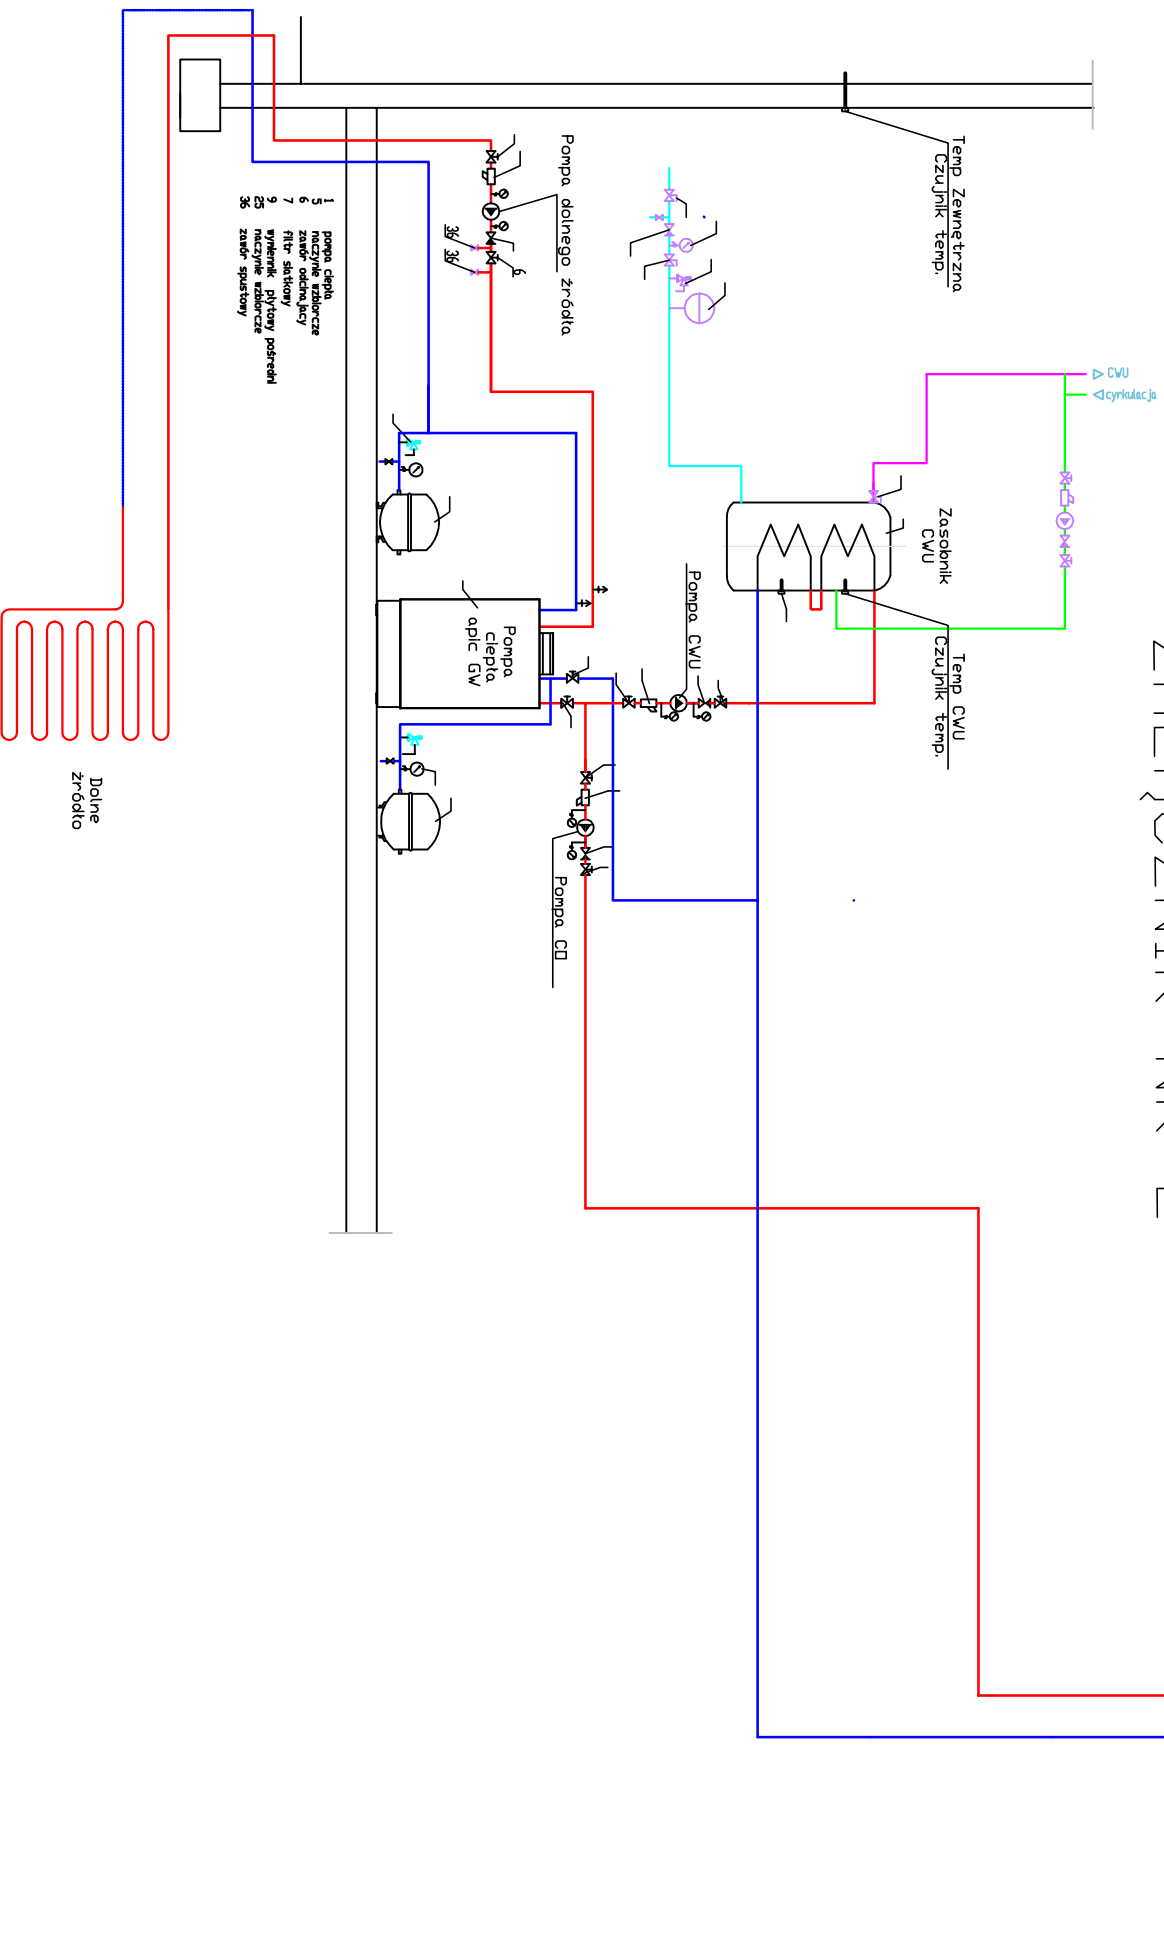 Temp Zewnętrzna
Czujnik temp.
Pompa dolnego źródła
36
36
6
1 pompa ciepła
5 naczynie wzbiorcze
6 zawór odcinający
7 filtr siatkowy
9 wymiennik płytowy pośredni
25 naczynie wzbiorcze
36 zawór spustowy
CWU
cyrkulacja
Zasobnik
CWU
Pompa CWU
Temp CWU
Czujnik temp.
Pompa
ciepła
apic GW
Dolne
źródło
Pompa CO